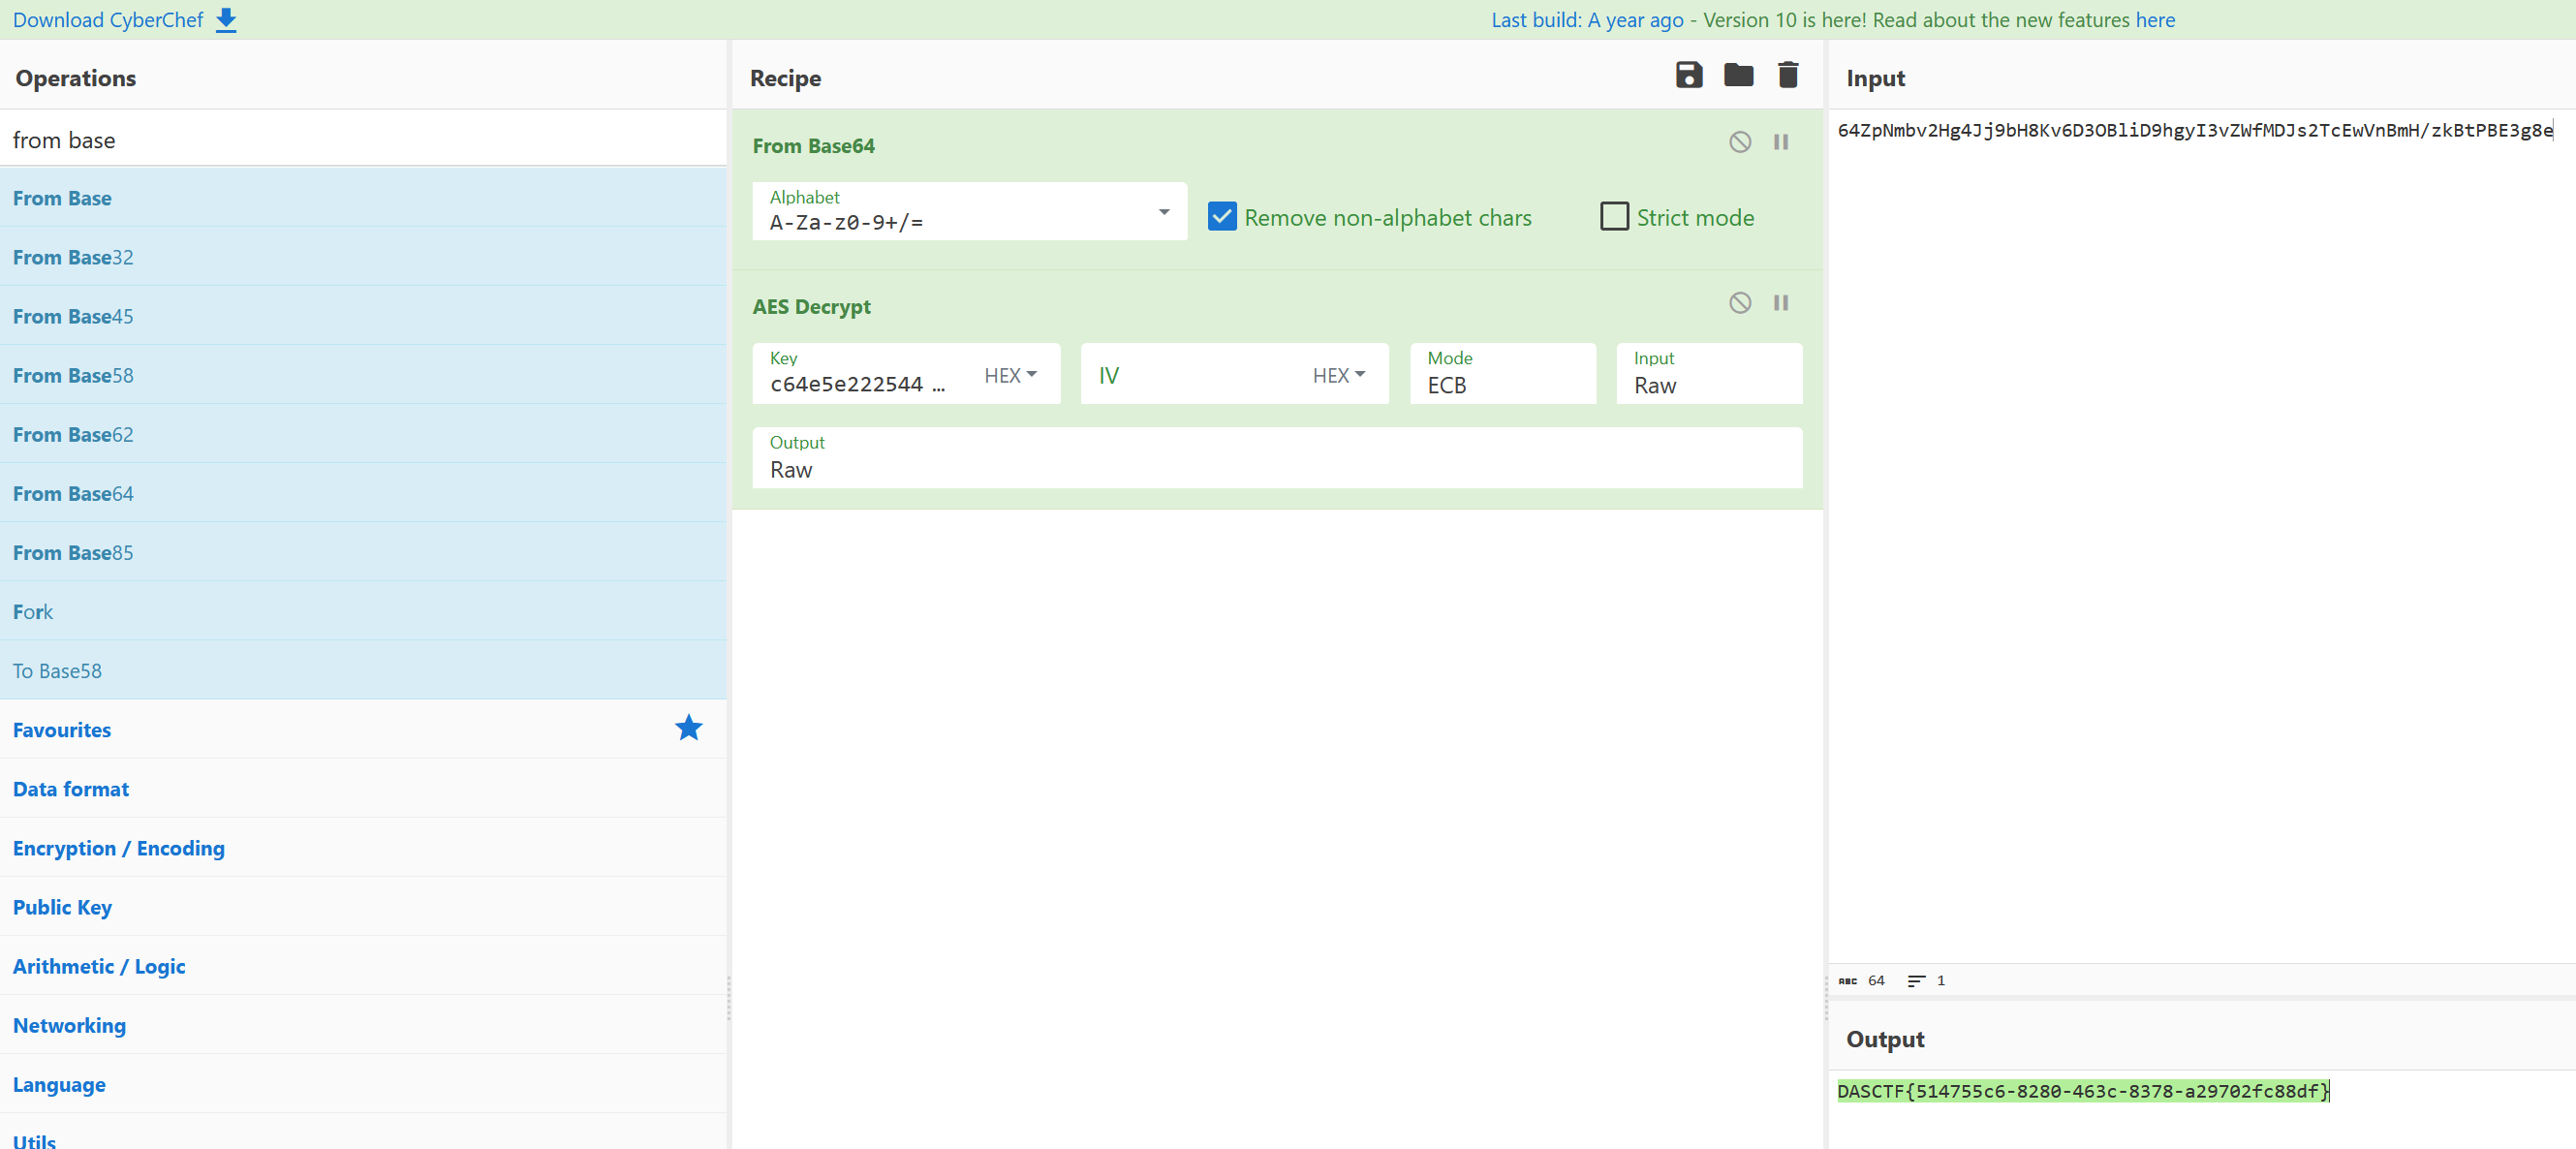 Download CyberChef
Last build: A year ago - Version 10 is here! Read about the new features here
Operations
from base
From Base
From Base32
From Base45
From Base58
From Base62
From Base64
From Base85
Fork
To Base58
Favourites
Data format
Encryption / Encoding
Public Key
Arithmetic / Logic
Networking
Language
Utils
Recipe
From Base64
Alphabet
A-Za-z0-9+/=
Remove non-alphabet chars
Strict mode
AES Decrypt
Key
c64e5e222544 ...
HEX
IV
HEX
Mode
ECB
Input
Raw
Output
Raw
Input
64ZpNmbv2Hg4Jj9bH8Kv6D3OBliD9hgyI3vZWfMDJs2TcEwVnBmH/zkBtPBE3g8e
ABC 64 1
Output
DASCTF{514755c6-8280-463c-8378-a29702fc88df}